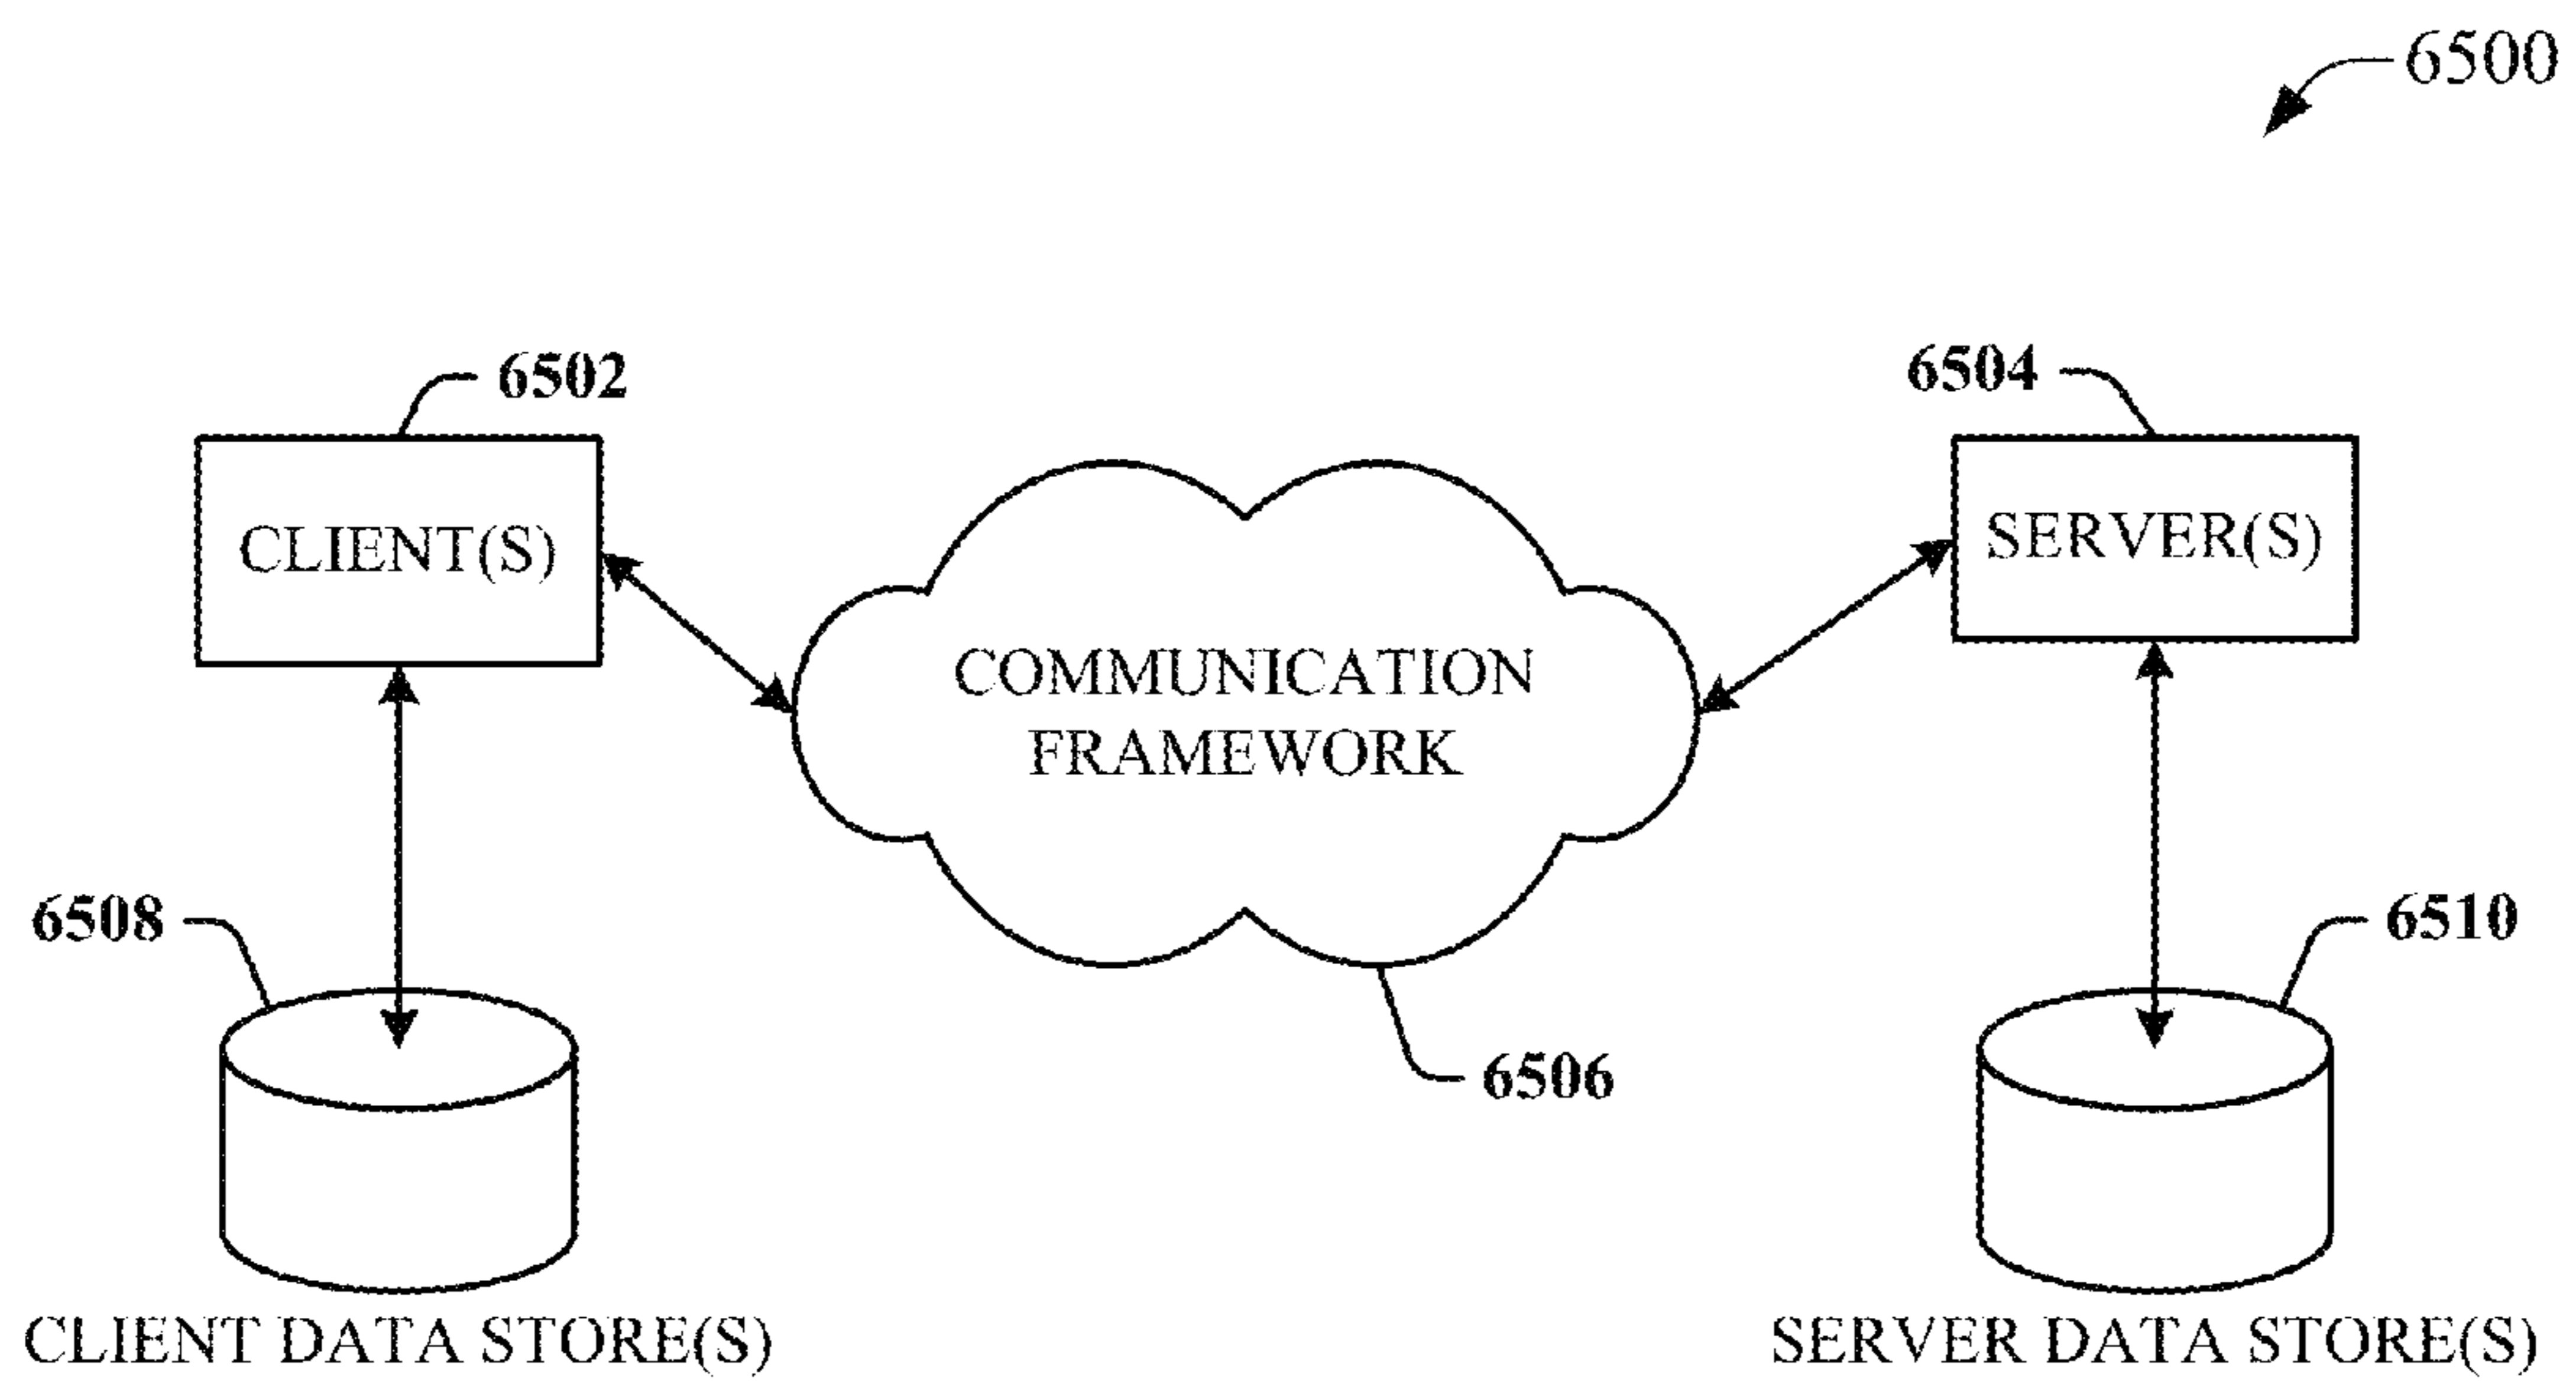 6500
6502
6504
CLIENT(S)
SERVER(S)
COMMUNICATION
FRAMEWORK
6508
6510
6506
CLIENT DATA STORE(S)
SERVER DATA STORE(S)